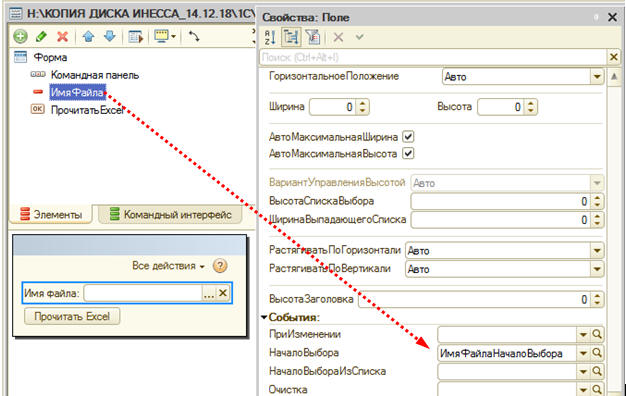 H:\КОПИЯ ДИСКА ИНЕССА_14.12.18\1С\
Форма
Командная панель
ИмяФайла
ПрочитатьExcel
Элементы
Командный интерфейс
Все действия
Имя файла:
Прочитать Excel
Свойства: Поле
Поиск (Ctrl+Alt+I)
ГоризонтальноеПоложение Авто
Ширина 0 Высота 0
АвтоМаксимальнаяШирина
АвтоМаксимальнаяВысота
ВариантУправленияВысотой Авто
ВысотаСпискаВыбора 0
ШиринаВыпадающегоСписка 0
РастягиватьПоГоризонтали Авто
РастягиватьПоВертикали Авто
ВысотаЗаголовка 0
События:
ПриИзменении
НачалоВыбора ИмяФайлаНачалоВыбора
НачалоВыбораИзСписка
Очистка